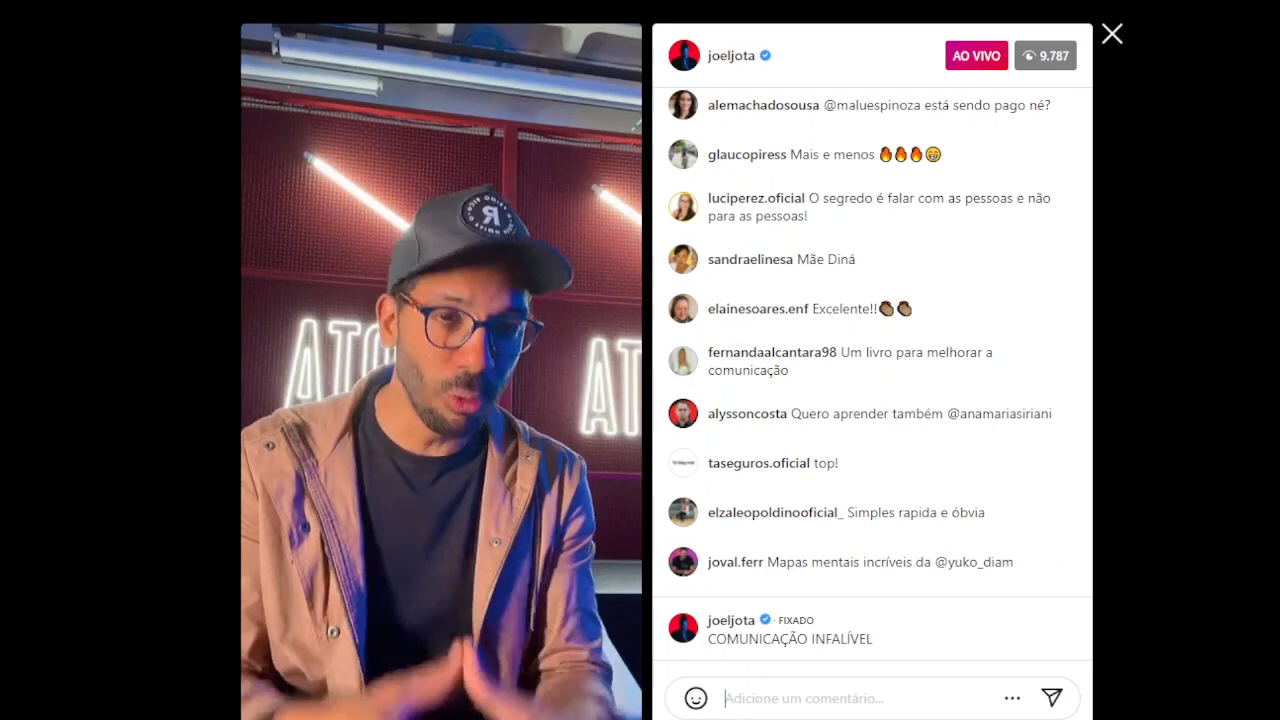 joeljota
AO VIVO
9.787
alemachadosousa @maluespinoza está sendo pago né?
glaucopiress Mais e menos 🔥🔥🔥😁
luciperez.oficial O segredo é falar com as pessoas e não
para as pessoas!
sandraelinesa Mãe Diná
elainesoares.enf Excelente!!👏🏽👏🏽
fernandaalcantara98 Um livro para melhorar a
comunicação
alyssoncosta Quero aprender também @anamariasiriani
taseguros.oficial top!
elzaleopoldinooficial_ Simples rapida e óbvia
joval.ferr Mapas mentais incríveis da @yuko_diam
joeljota · FIXADO
COMUNICAÇÃO INFALÍVEL
Adicione um comentário...
ATO
AT